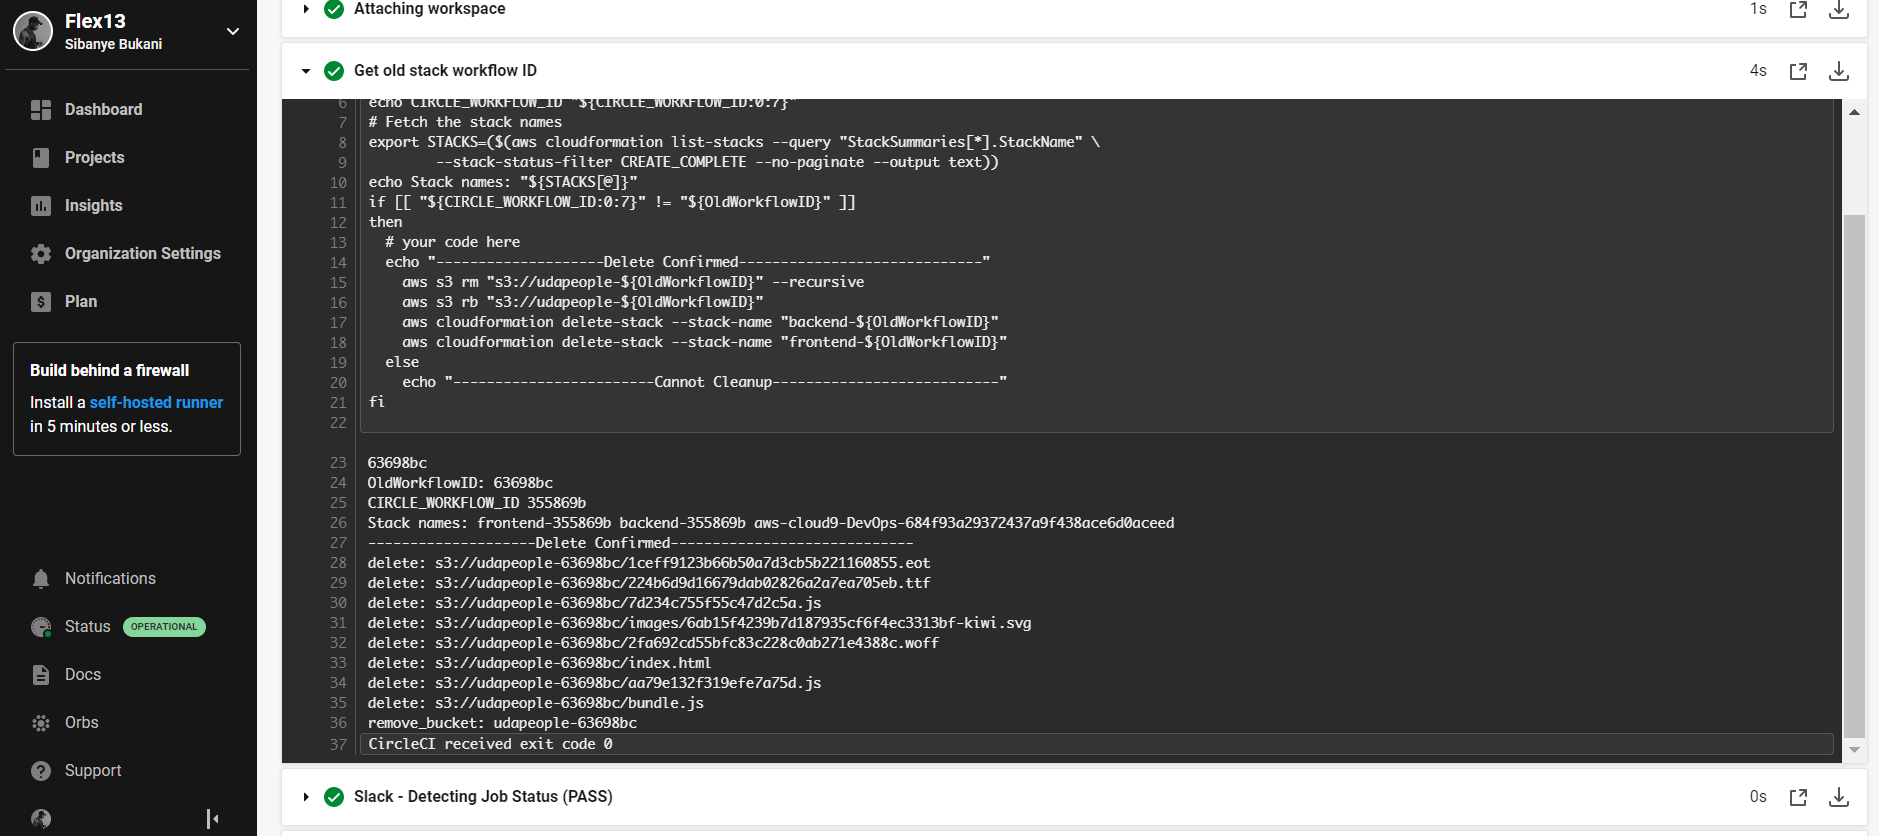 Flex13
Sibanye Bukani
Dashboard
Projects
Insights
Organization Settings
Plan
Build behind a firewall
Install a self-hosted runner
in 5 minutes or less.
Notifications
Status OPERATIONAL
Docs
Orbs
Support
Attaching workspace 1s
Get old stack workflow ID 4s
6 echo CIRCLE_WORKFLOW_ID "${CIRCLE_WORKFLOW_ID:0:7}"
7 # Fetch the stack names
8 export STACKS=($(aws cloudformation list-stacks --query "StackSummaries[*].StackName" \
9 --stack-status-filter CREATE_COMPLETE --no-paginate --output text))
10 echo Stack names: "${STACKS[@]}"
11 if [[ "${CIRCLE_WORKFLOW_ID:0:7}" != "${OldWorkflowID}" ]]
12 then
13 # your code here
14 echo "--------------------Delete Confirmed-----------------------------"
15 aws s3 rm "s3://udapeople-${OldWorkflowID}" --recursive
16 aws s3 rb "s3://udapeople-${OldWorkflowID}"
17 aws cloudformation delete-stack --stack-name "backend-${OldWorkflowID}"
18 aws cloudformation delete-stack --stack-name "frontend-${OldWorkflowID}"
19 else
20 echo "------------------------Cannot Cleanup---------------------------"
21 fi
22
23 63698bc
24 OldWorkflowID: 63698bc
25 CIRCLE_WORKFLOW_ID 355869b
26 Stack names: frontend-355869b backend-355869b aws-cloud9-DevOps-684f93a29372437a9f438ace6d0aceed
27 --------------------Delete Confirmed-----------------------------
28 delete: s3://udapeople-63698bc/1ceff9123b66b50a7d3cb5b221160855.eot
29 delete: s3://udapeople-63698bc/224b6d9d16679dab02826a2a7ea705eb.ttf
30 delete: s3://udapeople-63698bc/7d234c755f55c47d2c5a.js
31 delete: s3://udapeople-63698bc/images/6ab15f4239b7d187935cf6f4ec3313bf-kiwi.svg
32 delete: s3://udapeople-63698bc/2fa692cd55bfc83c228c0ab271e4388c.woff
33 delete: s3://udapeople-63698bc/index.html
34 delete: s3://udapeople-63698bc/aa79e132f319efe7a75d.js
35 delete: s3://udapeople-63698bc/bundle.js
36 remove_bucket: udapeople-63698bc
37 CircleCI received exit code 0
Slack - Detecting Job Status (PASS) 0s